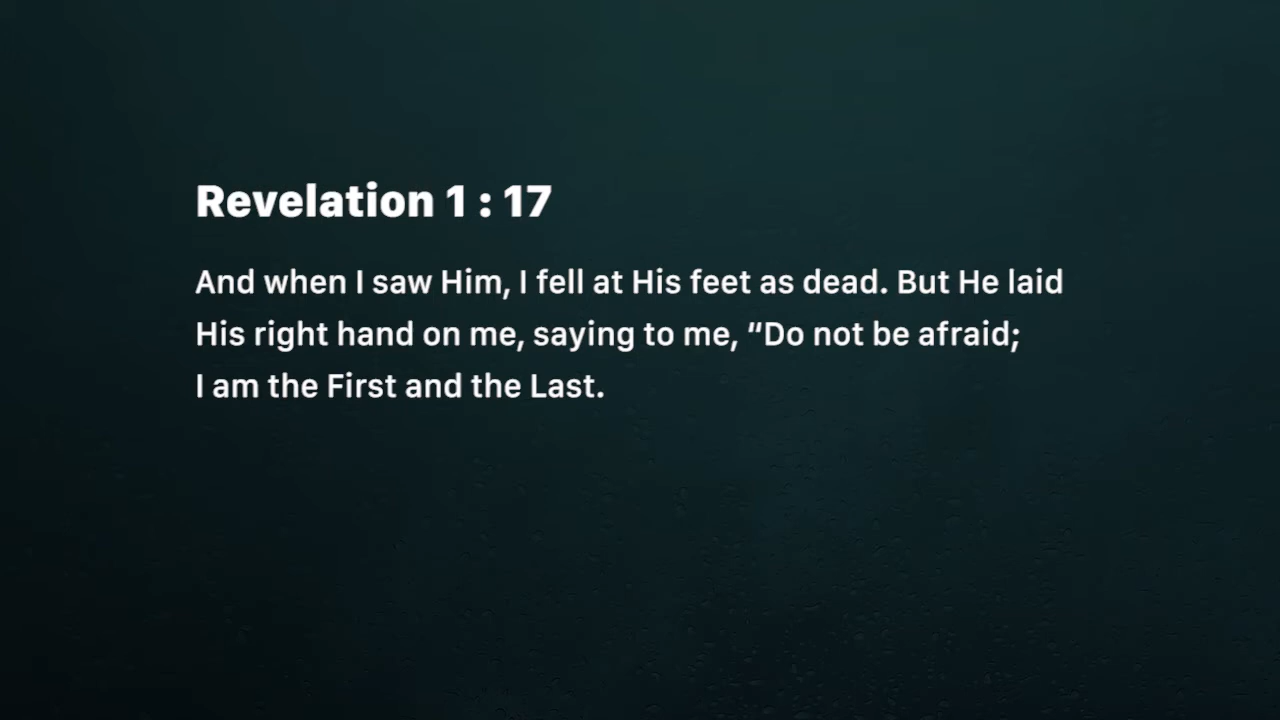 Revelation 1 : 17
And when I saw Him, I fell at His feet as dead. But He laid
His right hand on me, saying to me, “Do not be afraid;
I am the First and the Last.